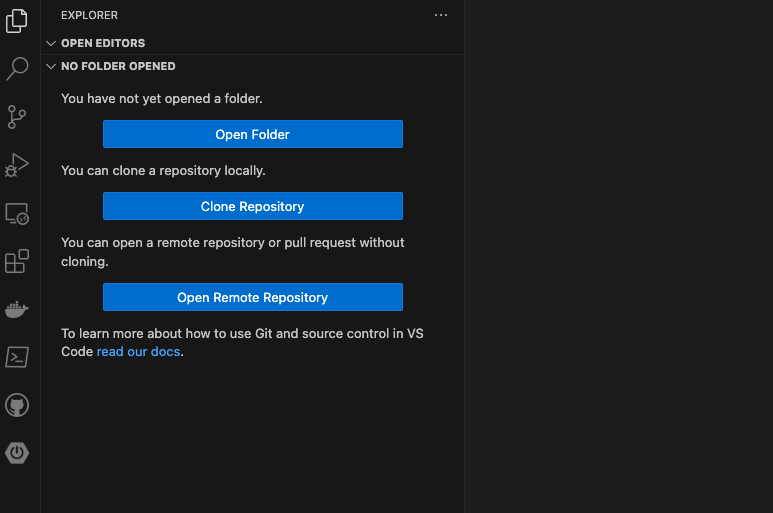 EXPLORER
OPEN EDITORS
NO FOLDER OPENED
You have not yet opened a folder.
Open Folder
You can clone a repository locally.
Clone Repository
You can open a remote repository or pull request without
cloning.
Open Remote Repository
To learn more about how to use Git and source control in VS
Code read our docs.